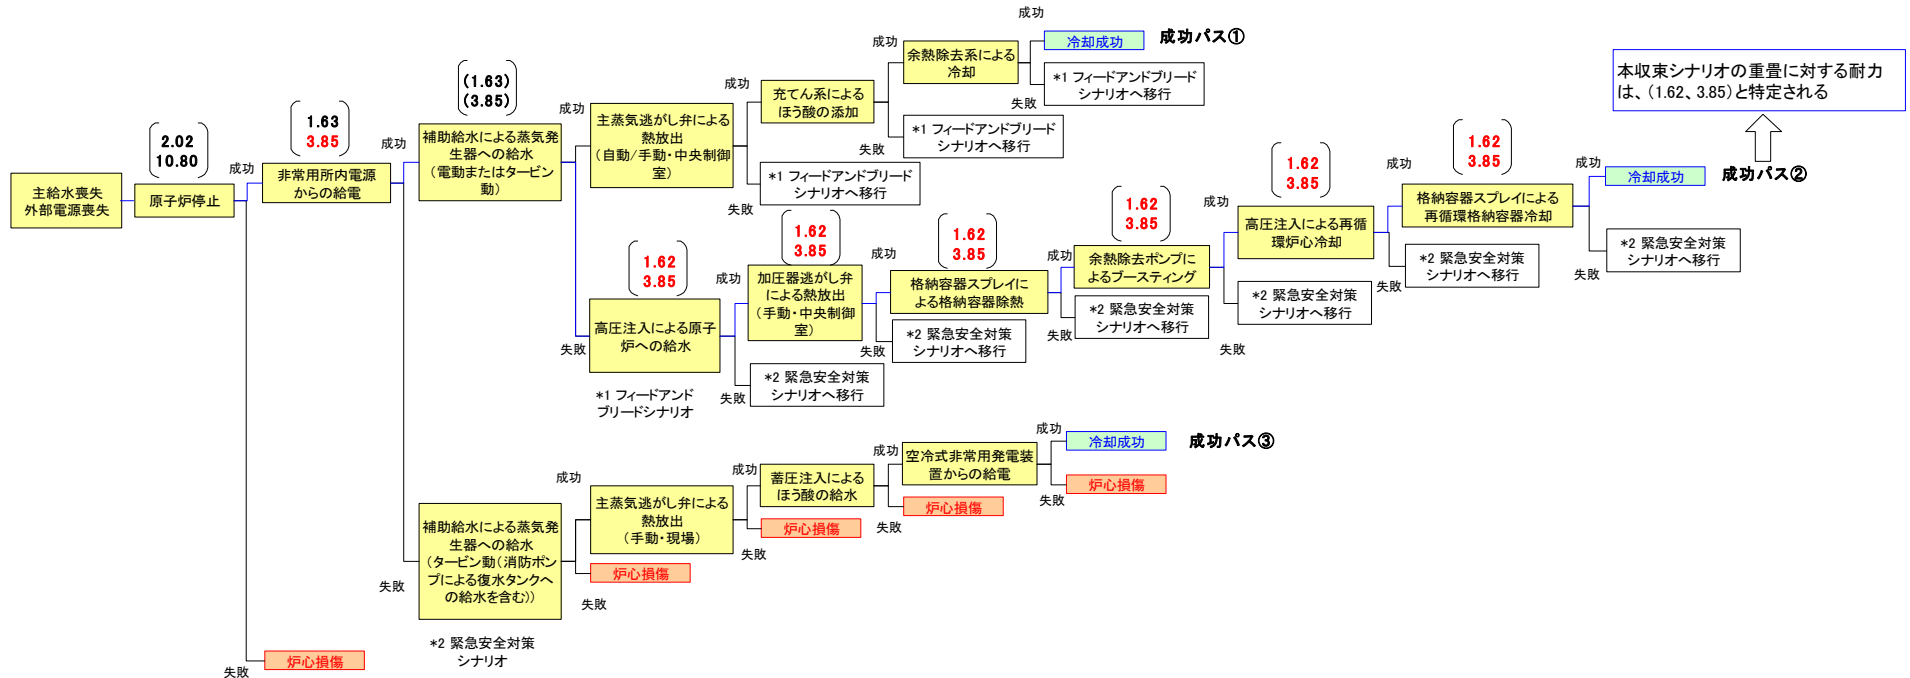 主給水喪失
外部電源喪失
2.02
10.80
原子炉停止
成功
失敗
炉心損傷
1.63
3.85
非常用所内電源
からの給電
成功
失敗
(1.63)
(3.85)
補助給水による蒸気発
生器への給水
(電動またはタービン
動)
成功
失敗
主蒸気逃がし弁による
熱放出
(自動/手動・中央制御
室)
成功
失敗
*1 フィードアンドブリード
シナリオへ移行
充てん系による
ほう酸の添加
成功
失敗
*1 フィードアンドブリード
シナリオへ移行
余熱除去系による
冷却
成功
失敗
*1 フィードアンドブリード
シナリオへ移行
冷却成功
成功パス①
1.62
3.85
高圧注入による原子
炉への給水
*1 フィードアンド
ブリードシナリオ
成功
失敗
*2 緊急安全対策
シナリオへ移行
1.62
3.85
加圧器逃がし弁
による熱放出
(手動・中央制御
室)
成功
失敗
*2 緊急安全対策
シナリオへ移行
1.62
3.85
格納容器スプレイ
による格納容器除熱
成功
失敗
*2 緊急安全対策
シナリオへ移行
1.62
3.85
余熱除去ポンプに
よるブースティング
成功
失敗
*2 緊急安全対策
シナリオへ移行
1.62
3.85
高圧注入による再循
環炉心冷却
成功
失敗
*2 緊急安全対策
シナリオへ移行
1.62
3.85
格納容器スプレイによる
再循環格納容器冷却
成功
失敗
*2 緊急安全対策
シナリオへ移行
冷却成功
成功パス②
本収束シナリオの重畳に対する耐力
は、(1.62、3.85)と特定される
補助給水による蒸気発
生器への給水
(タービン動(消防ポン
プによる復水タンクへ
の給水を含む))
*2 緊急安全対策
シナリオ
成功
失敗
炉心損傷
主蒸気逃がし弁による
熱放出
(手動・現場)
成功
失敗
炉心損傷
蓄圧注入による
ほう酸の給水
成功
失敗
炉心損傷
空冷式非常用発電装
置からの給電
成功
失敗
炉心損傷
冷却成功
成功パス③